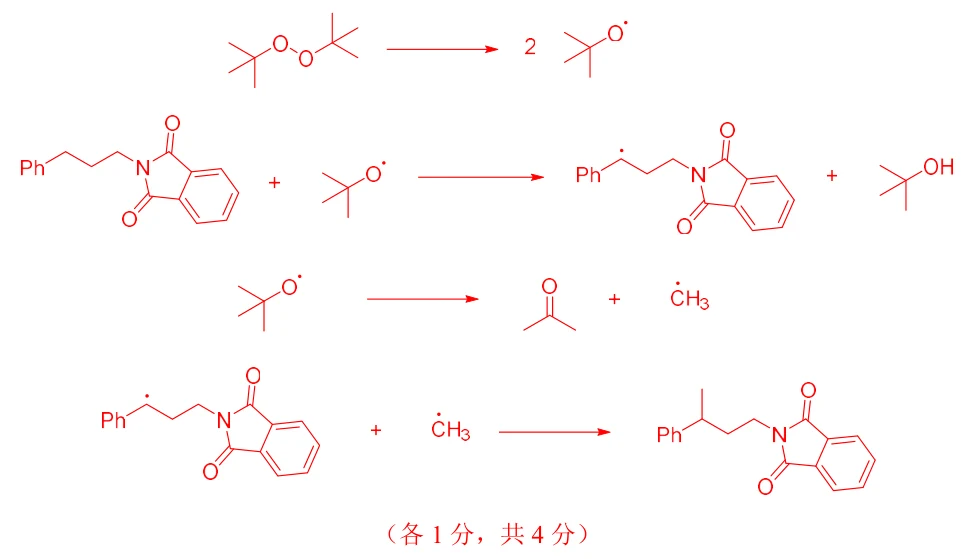 O O 2 O•
Ph N O O + O• Ph • N O O + OH
O• O + •CH3
Ph • N O O + •CH3 Ph N O O
（各 1 分，共 4 分）